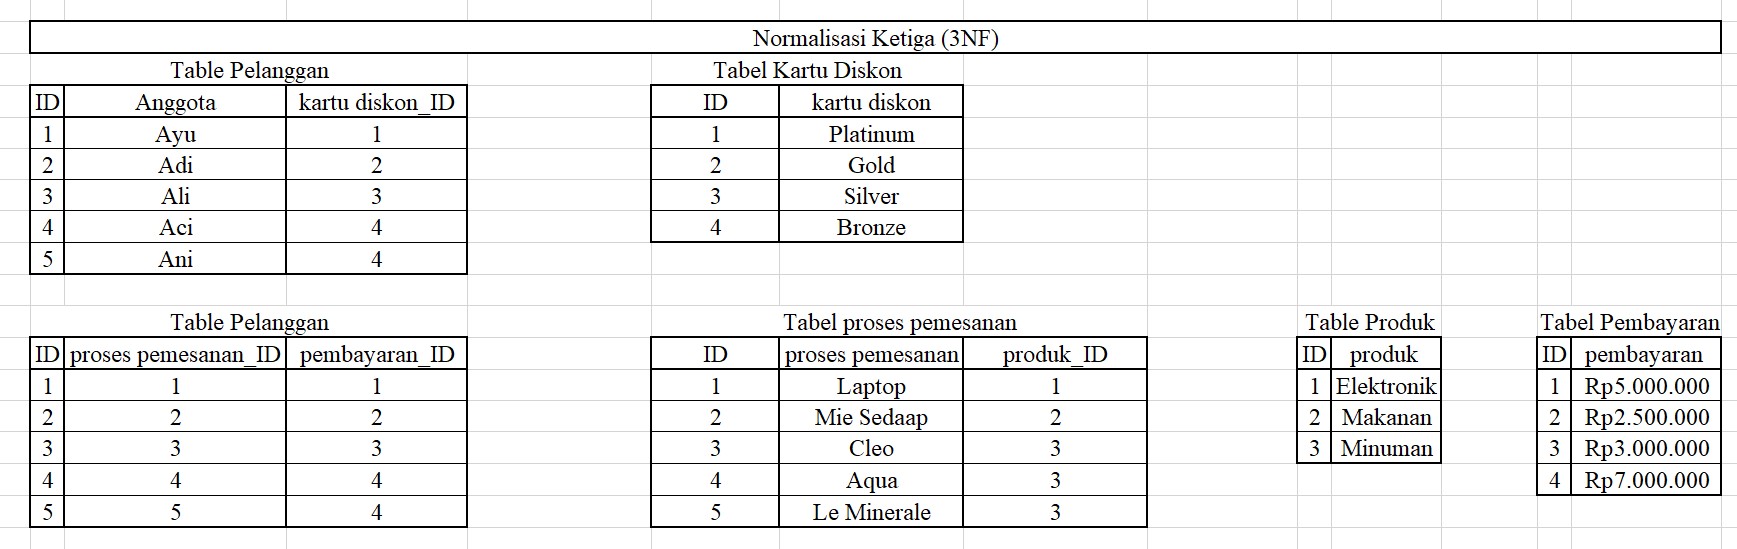 Normalisasi Ketiga (3NF)
Table Pelanggan
ID Anggota kartu diskon_ID
1 Ayu 1
2 Adi 2
3 Ali 3
4 Aci 4
5 Ani 4
Tabel Kartu Diskon
ID kartu diskon
1 Platinum
2 Gold
3 Silver
4 Bronze
Table Pelanggan
ID proses pemesanan_ID pembayaran_ID
1 1 1
2 2 2
3 3 3
4 4 4
5 5 4
Tabel proses pemesanan
ID proses pemesanan produk_ID
1 Laptop 1
2 Mie Sedaap 2
3 Cleo 3
4 Aqua 3
5 Le Minerale 3
Table Produk
ID produk
1 Elektronik
2 Makanan
3 Minuman
Tabel Pembayaran
ID pembayaran
1 Rp5.000.000
2 Rp2.500.000
3 Rp3.000.000
4 Rp7.000.000